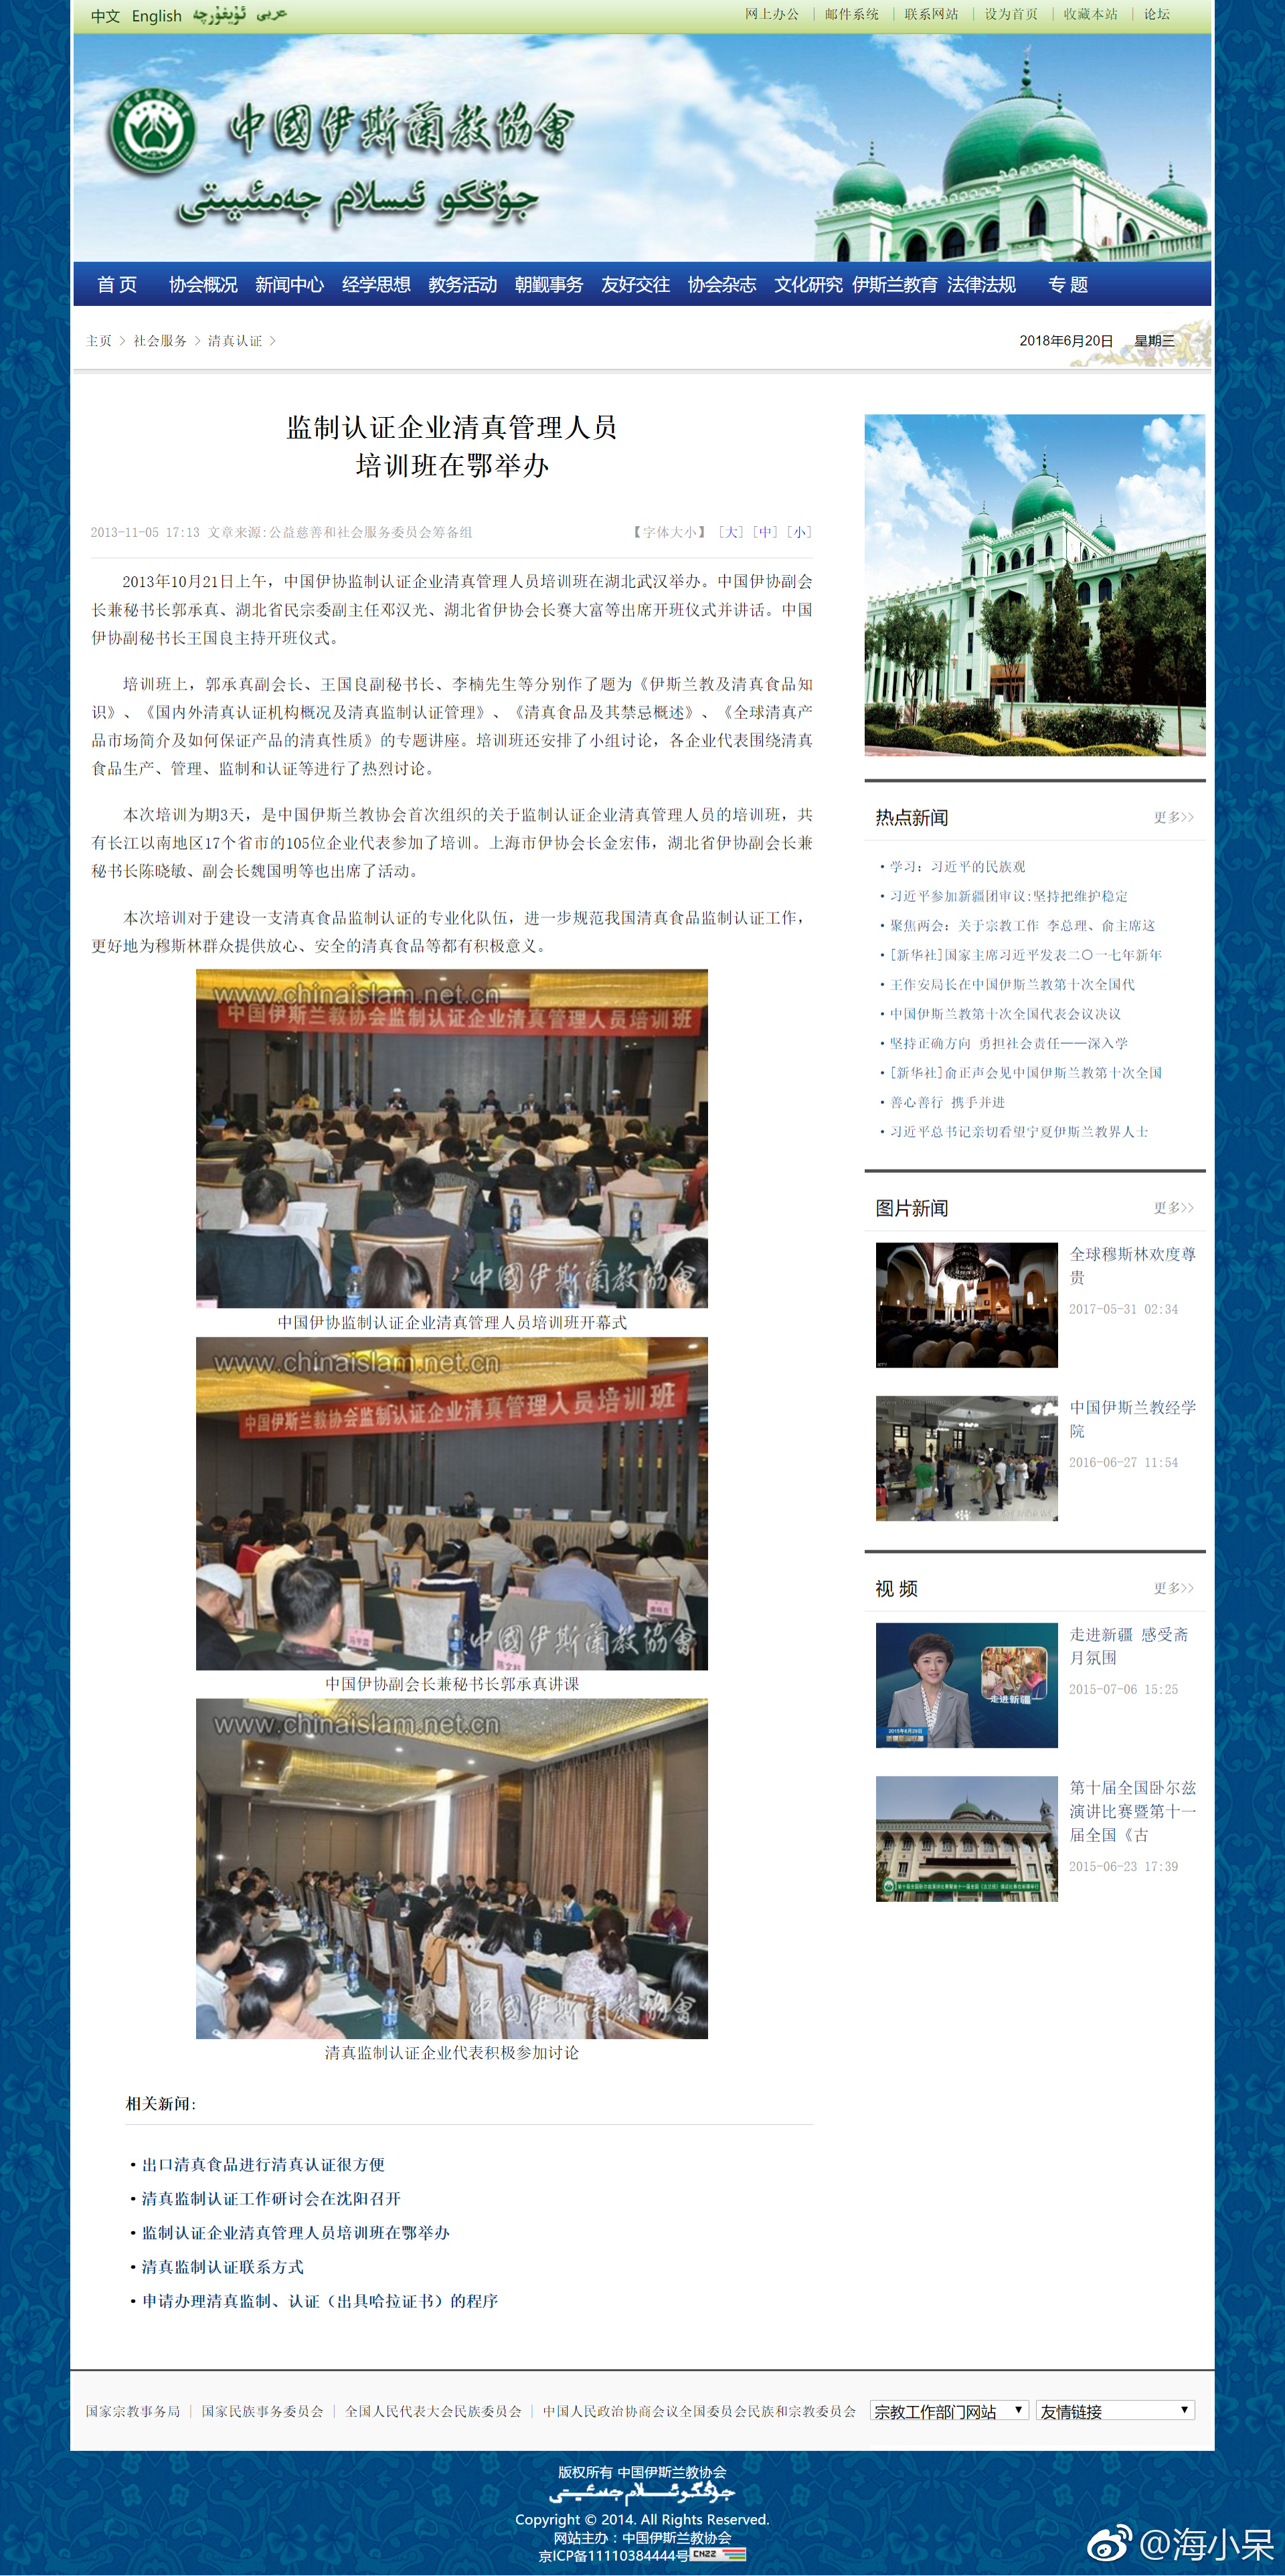 中文 English ئۇيغۇرچە عربى
网上办公 | 邮件系统 | 联系网站 | 设为首页 | 收藏本站 | 论坛
中國伊斯蘭教協會
جۇڭگو ئىسلام جەمئىيىتى
首 页 协会概况 新闻中心 经学思想 教务活动 朝觐事务 友好交往 协会杂志 文化研究 伊斯兰教育 法律法规 专 题
主页 > 社会服务 > 清真认证 >
2018年6月20日 星期三
监制认证企业清真管理人员
培训班在鄂举办
2013-11-05 17:13 文章来源:公益慈善和社会服务委员会筹备组
【字体大小】 [大] [中] [小]
2013年10月21日上午，中国伊协监制认证企业清真管理人员培训班在湖北武汉举办。中国伊协副会
长兼秘书长郭承真、湖北省民宗委副主任邓汉光、湖北省伊协会长赛大富等出席开班仪式并讲话。中国
伊协副秘书长王国良主持开班仪式。
培训班上，郭承真副会长、王国良副秘书长、李楠先生等分别作了题为《伊斯兰教及清真食品知
识》、《国内外清真认证机构概况及清真监制认证管理》、《清真食品及其禁忌概述》、《全球清真产
品市场简介及如何保证产品的清真性质》的专题讲座。培训班还安排了小组讨论，各企业代表围绕清真
食品生产、管理、监制和认证等进行了热烈讨论。
本次培训为期3天，是中国伊斯兰教协会首次组织的关于监制认证企业清真管理人员的培训班，共
有长江以南地区17个省市的105位企业代表参加了培训。上海市伊协会长金宏伟，湖北省伊协副会长兼
秘书长陈晓敏、副会长魏国明等也出席了活动。
本次培训对于建设一支清真食品监制认证的专业化队伍，进一步规范我国清真食品监制认证工作，
更好地为穆斯林群众提供放心、安全的清真食品等都有积极意义。
www.chinaislam.net.cn
中国伊斯兰教协会监制认证企业清真管理人员培训班
中國伊斯蘭教協會
中国伊协监制认证企业清真管理人员培训班开幕式
www.chinaislam.net.cn
中国伊斯兰教协会监制认证企业清真管理人员培训班
中國伊斯蘭教協會
中国伊协副会长兼秘书长郭承真讲课
www.chinaislam.net.cn
中國伊斯蘭教協會
清真监制认证企业代表积极参加讨论
相关新闻:
• 出口清真食品进行清真认证很方便
• 清真监制认证工作研讨会在沈阳召开
• 监制认证企业清真管理人员培训班在鄂举办
• 清真监制认证联系方式
• 申请办理清真监制、认证（出具哈拉证书）的程序
热点新闻 更多>>
• 学习：习近平的民族观
• 习近平参加新疆团审议:坚持把维护稳定
• 聚焦两会：关于宗教工作 李总理、俞主席这
• [新华社]国家主席习近平发表二〇一七年新年
• 王作安局长在中国伊斯兰教第十次全国代
• 中国伊斯兰教第十次全国代表会议决议
• 坚持正确方向 勇担社会责任——深入学
• [新华社]俞正声会见中国伊斯兰教第十次全国
• 善心善行 携手并进
• 习近平总书记亲切看望宁夏伊斯兰教界人士
图片新闻 更多>>
全球穆斯林欢度尊
贵
2017-05-31 02:34
中国伊斯兰教经学
院
2016-06-27 11:54
视 频 更多>>
走进新疆 感受斋
月氛围
2015-07-06 15:25
走进新疆
第十届全国卧尔兹
演讲比赛暨第十一
届全国《古
2015-06-23 17:39
国家宗教事务局 | 国家民族事务委员会 | 全国人民代表大会民族委员会 | 中国人民政治协商会议全国委员会民族和宗教委员会 宗教工作部门网站 友情链接
版权所有 中国伊斯兰教协会
جۇڭگو ئىسلام جەمئىيىتى
Copyright © 2014. All Rights Reserved.
网站主办：中国伊斯兰教协会
京ICP备11110384444号 CNZZ
@海小呆